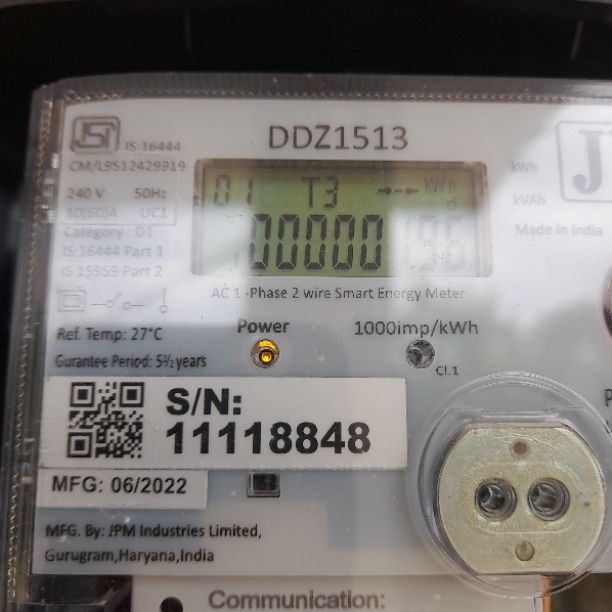 ISI IS:16444
DDZ1513
CM/L9512429919
240 V 50Hz
10(60)A UC1
Category : D1
IS:16444 Part 1
IS 15959 Part 2
01 T3 kWh
00000
kWh
kVAh
J
Made in India
AC 1 -Phase 2 wire Smart Energy Meter
Ref. Temp: 27°C
Power
1000imp/kWh
Cl.1
Gurantee Period: 5½ years
S/N:
11118848
MFG: 06/2022
MFG. By: JPM Industries Limited,
Gurugram,Haryana,India
P
Communication: